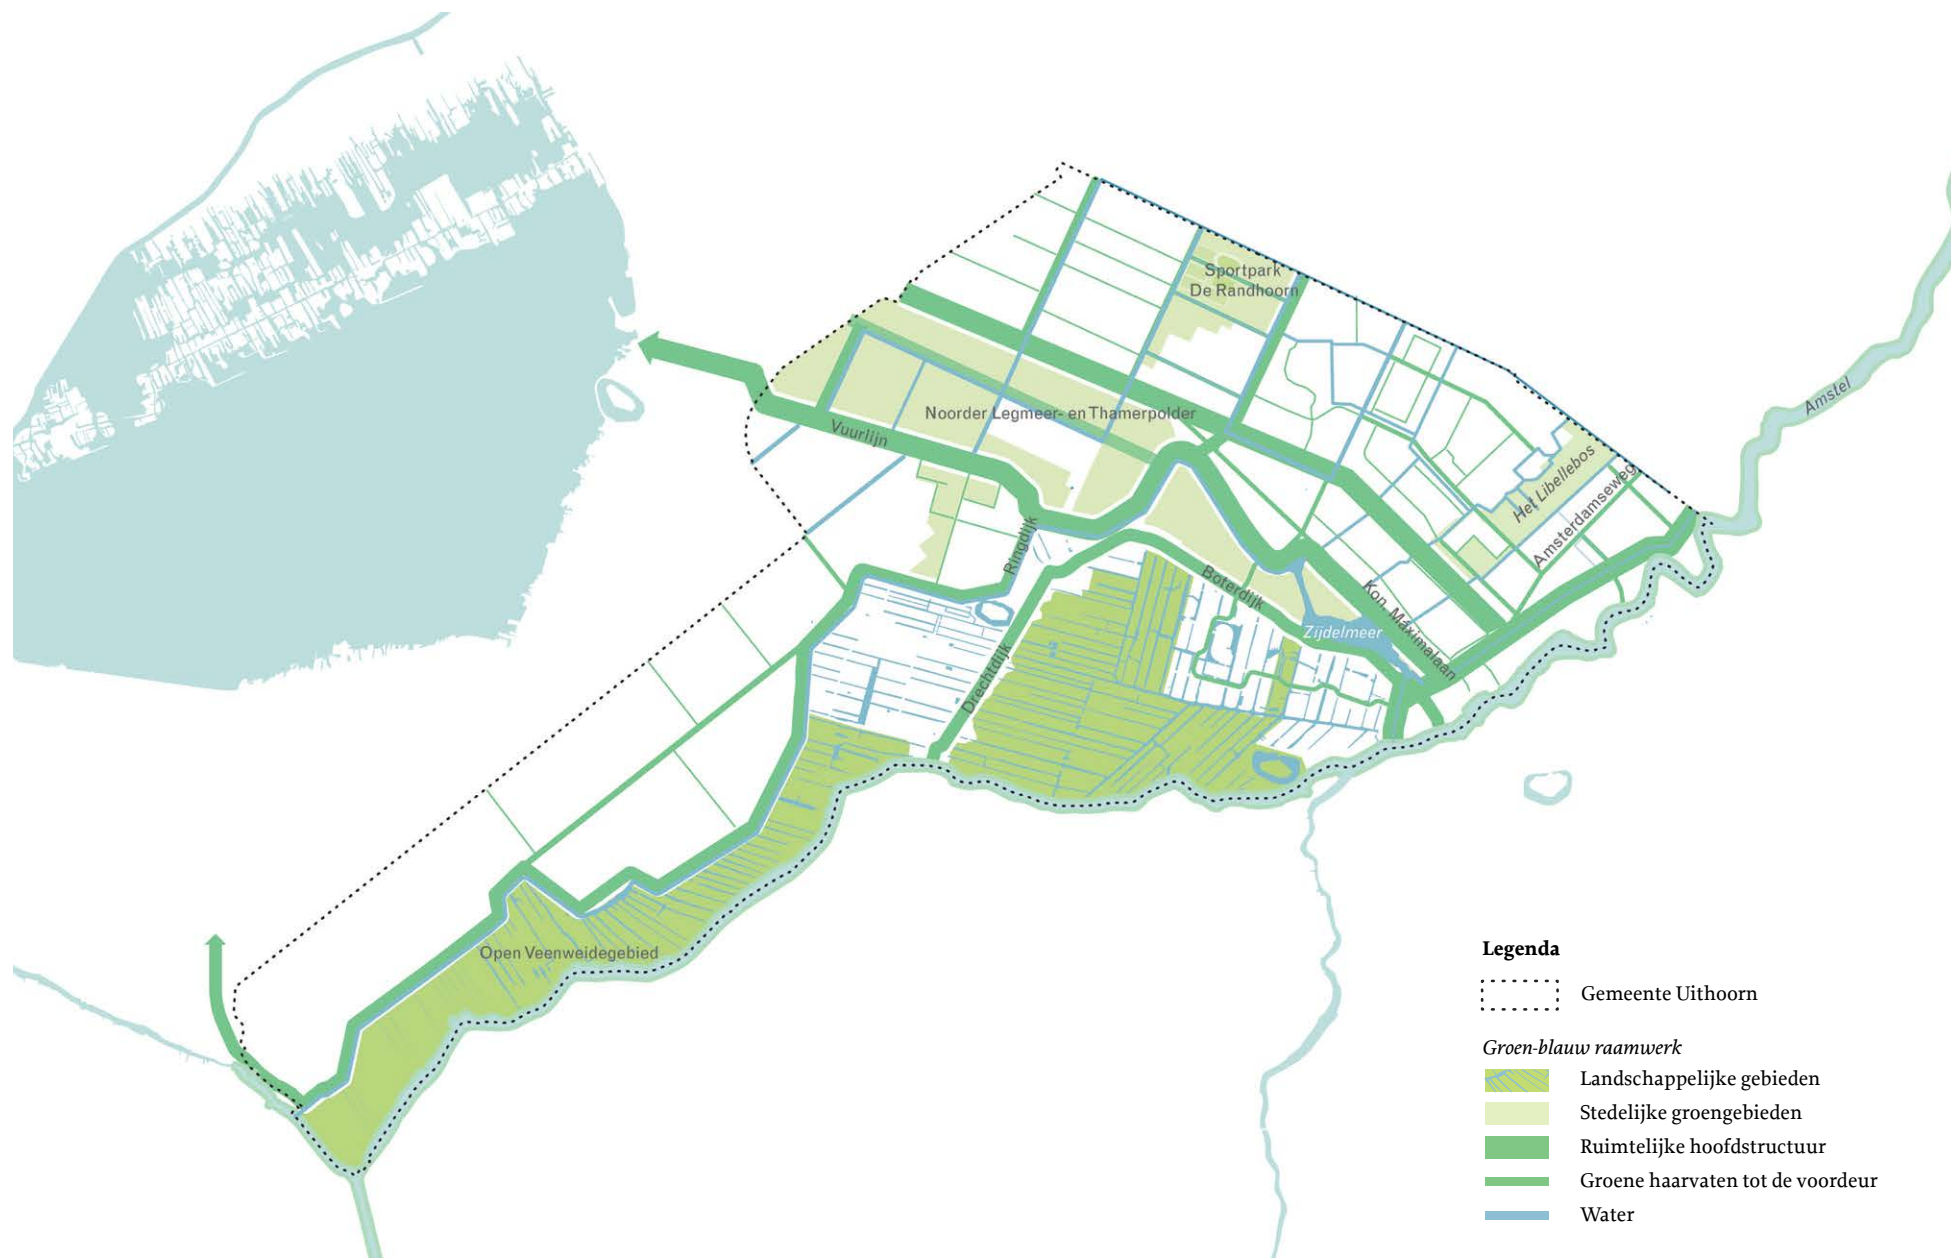 Sportpark
De Randhoorn
Amstel
Noorder Legmeer- en Thamerpolder
Vuurlijn
Het Libellebos
Amsterdamseweg
Ringdijk
Boterdijk
Kon. Máximalaan
Zijdelmeer
Drechtdijk
Open Veenweidegebied
Legenda
Gemeente Uithoorn
Groen-blauw raamwerk
Landschappelijke gebieden
Stedelijke groengebieden
Ruimtelijke hoofdstructuur
Groene haarvaten tot de voordeur
Water